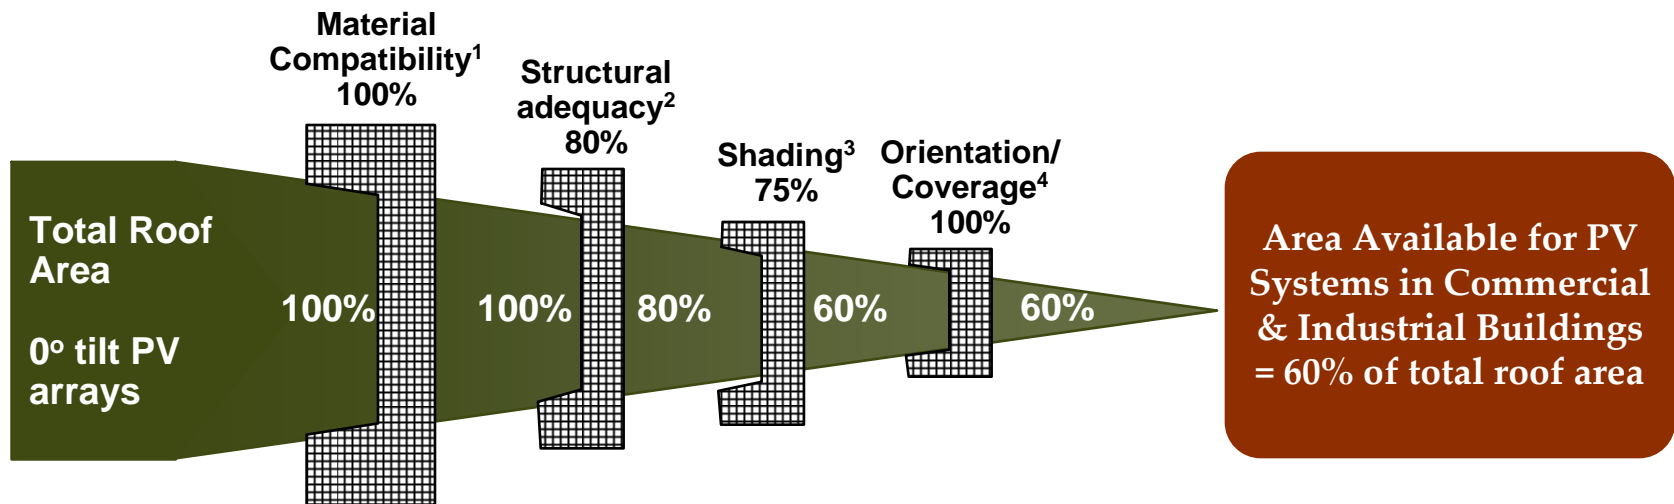 Material
Compatibility¹
100%
Structural
adequacy²
80%
Shading³
75%
Orientation/
Coverage⁴
100%
Total Roof
Area
0º tilt PV
arrays
100%
100%
80%
60%
60%
Area Available for PV
Systems in Commercial
& Industrial Buildings
= 60% of total roof area